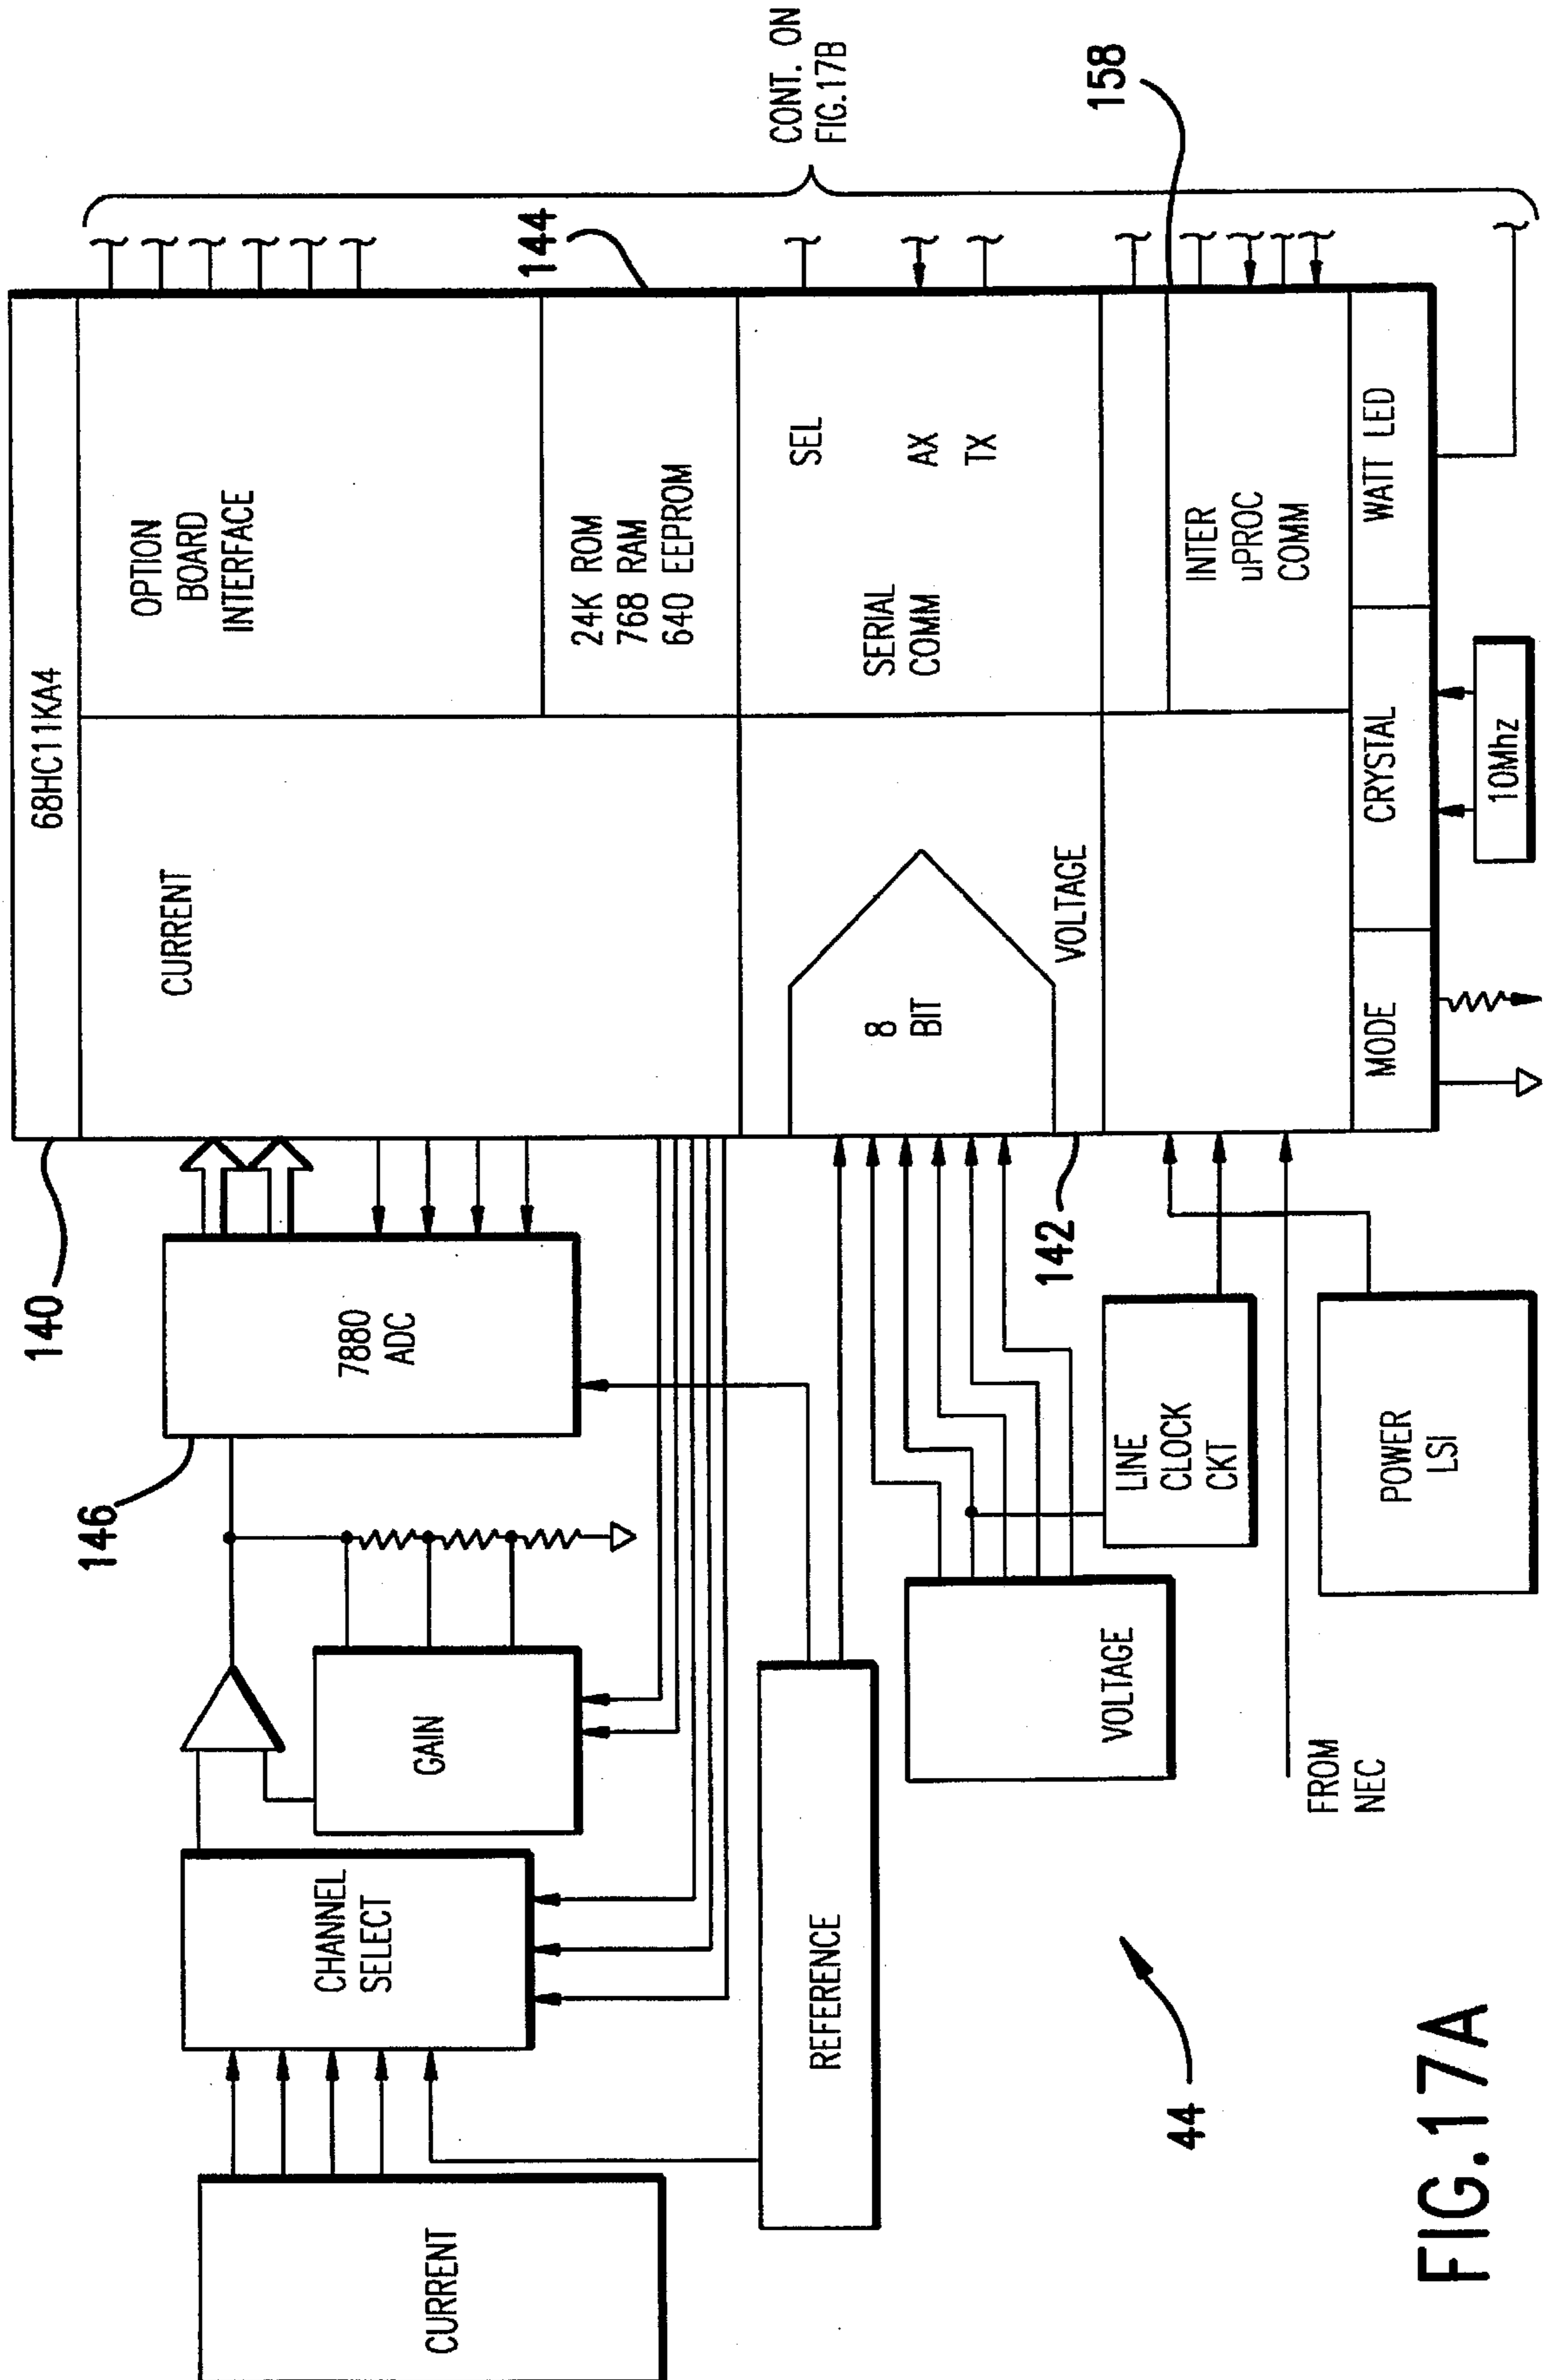 140
68HC11KA4
CURRENT
OPTION
BOARD
INTERFACE
24K ROM
768 RAM
640 EEPROM
144
CONT. ON
FIG.17B
146
7880
ADC
GAIN
CHANNEL
SELECT
CURRENT
REFERENCE
8
BIT
VOLTAGE
142
SERIAL
COMM
SEL
AX
TX
158
INTER
uPROC
COMM
VOLTAGE
LINE
CLOCK
CKT
FROM
NEC
POWER
LSI
MODE
CRYSTAL
WATT LED
10Mhz
44
FIG.17A